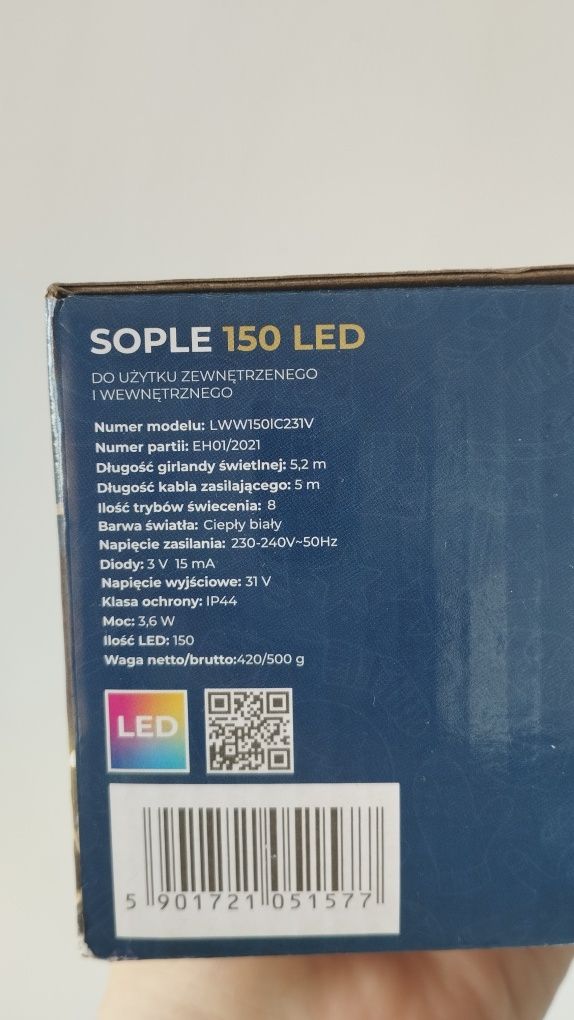 SOPLE 150 LED
DO UŻYTKU ZEWNĘTRZENEGO
I WEWNĘTRZNEGO
Numer modelu: LWW150IC231V
Numer partii: EH01/2021
Długość girlandy świetlnej: 5,2 m
Długość kabla zasilającego: 5 m
Ilość trybów świecenia: 8
Barwa światła: Ciepły biały
Napięcie zasilania: 230-240V~50Hz
Diody: 3 V 15 mA
Napięcie wyjściowe: 31 V
Klasa ochrony: IP44
Moc: 3,6 W
Ilość LED: 150
Waga netto/brutto:420/500 g
LED
5 901721 051577